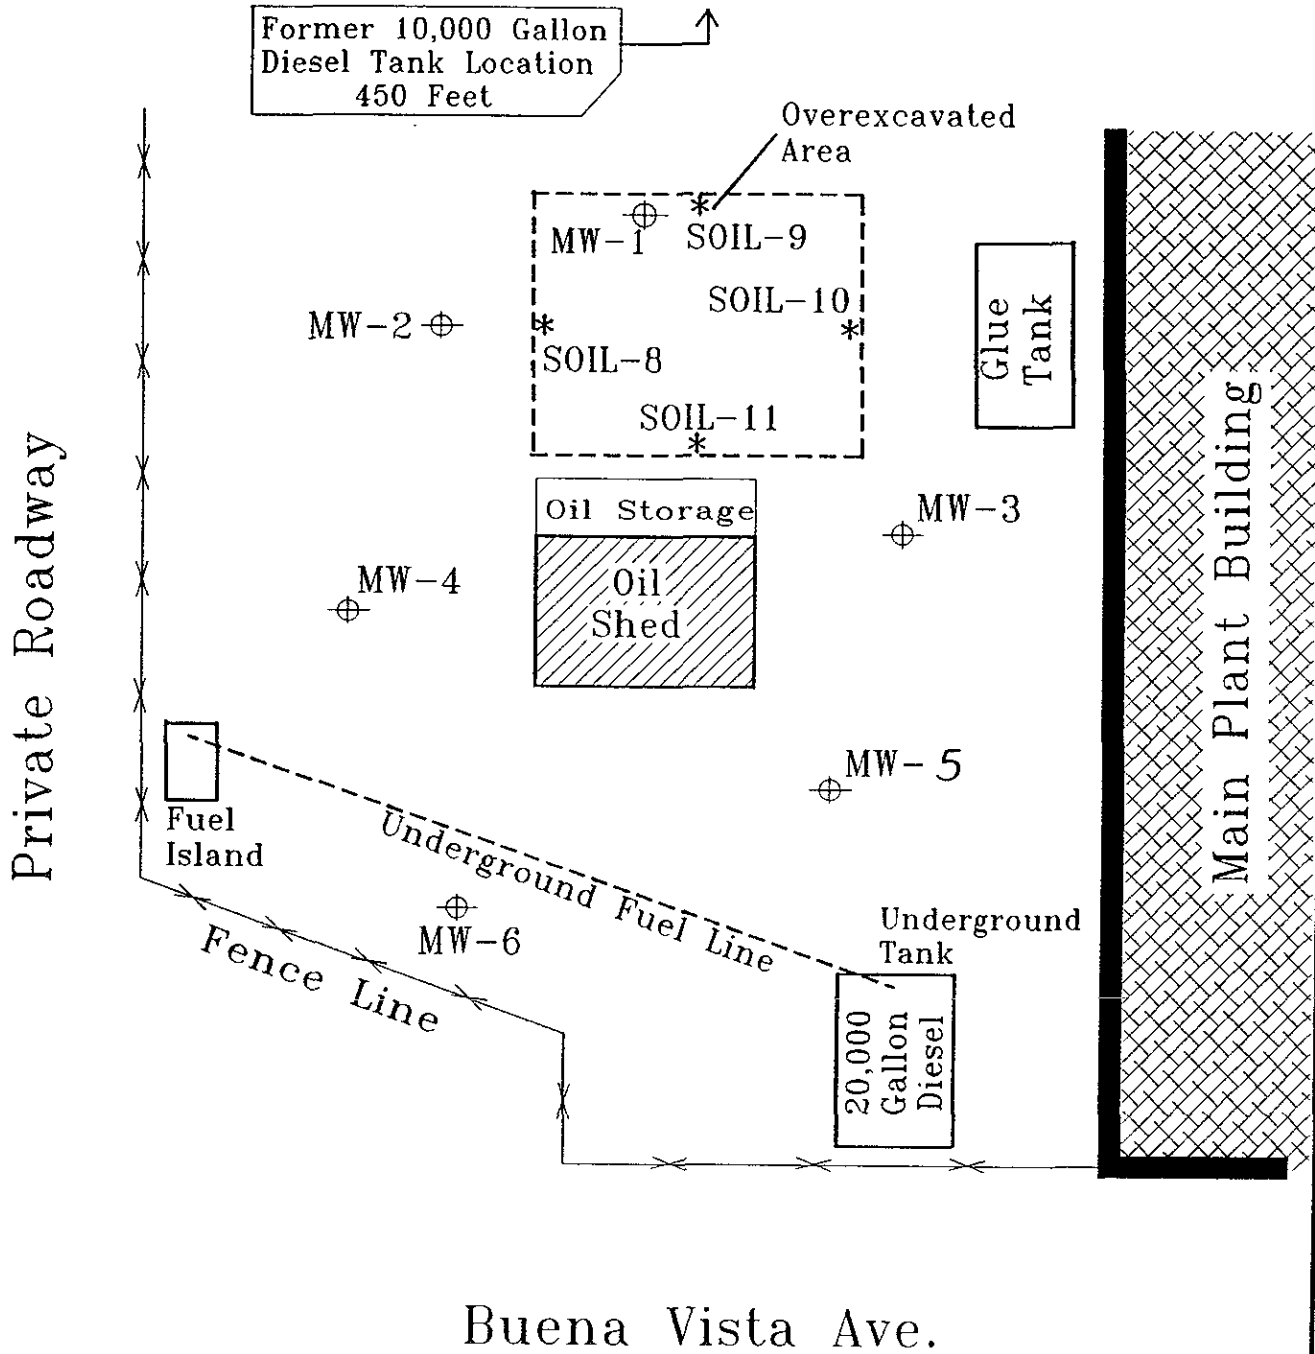 Former 10,000 Gallon
Diesel Tank Location
450 Feet
Overexcavated
Area
MW-1
SOIL-9
SOIL-10
MW-2
SOIL-8
SOIL-11
Glue
Tank
Oil Storage
Oil
Shed
MW-3
MW-4
Private Roadway
Main Plant Building
MW-5
Fuel
Island
Underground Fuel Line
MW-6
Fence Line
Underground
Tank
20,000
Gallon
Diesel
Buena Vista Ave.